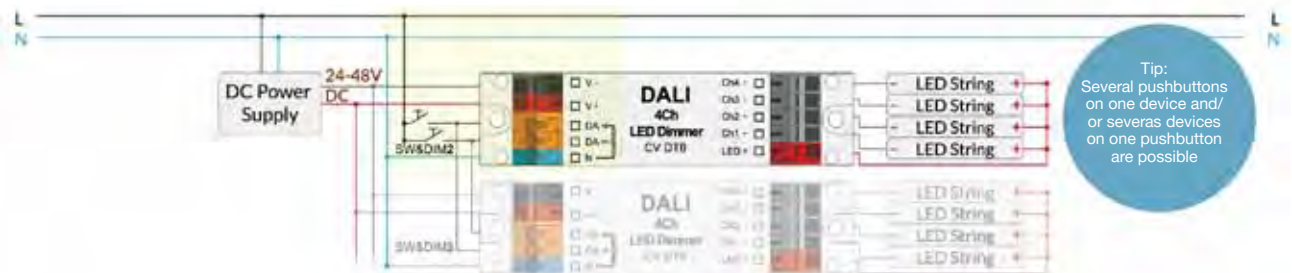 L
N
24-48V
DC
DC Power
Supply
SW&DIM2
V -
V +
DA
DA
N
DALI
4Ch
LED Dimmer
CV DT8
Ch4 -
Ch3 -
Ch2 -
Ch1 -
LED +
- LED String +
- LED String +
- LED String +
- LED String +
L
N
Tip:
Several pushbuttons
on one device and/
or severas devices
on one pushbutton
are possible
DALI
4Ch
LED Dimmer
CV DT8
- LED String +
- LED String +
- LED String +
- LED String +